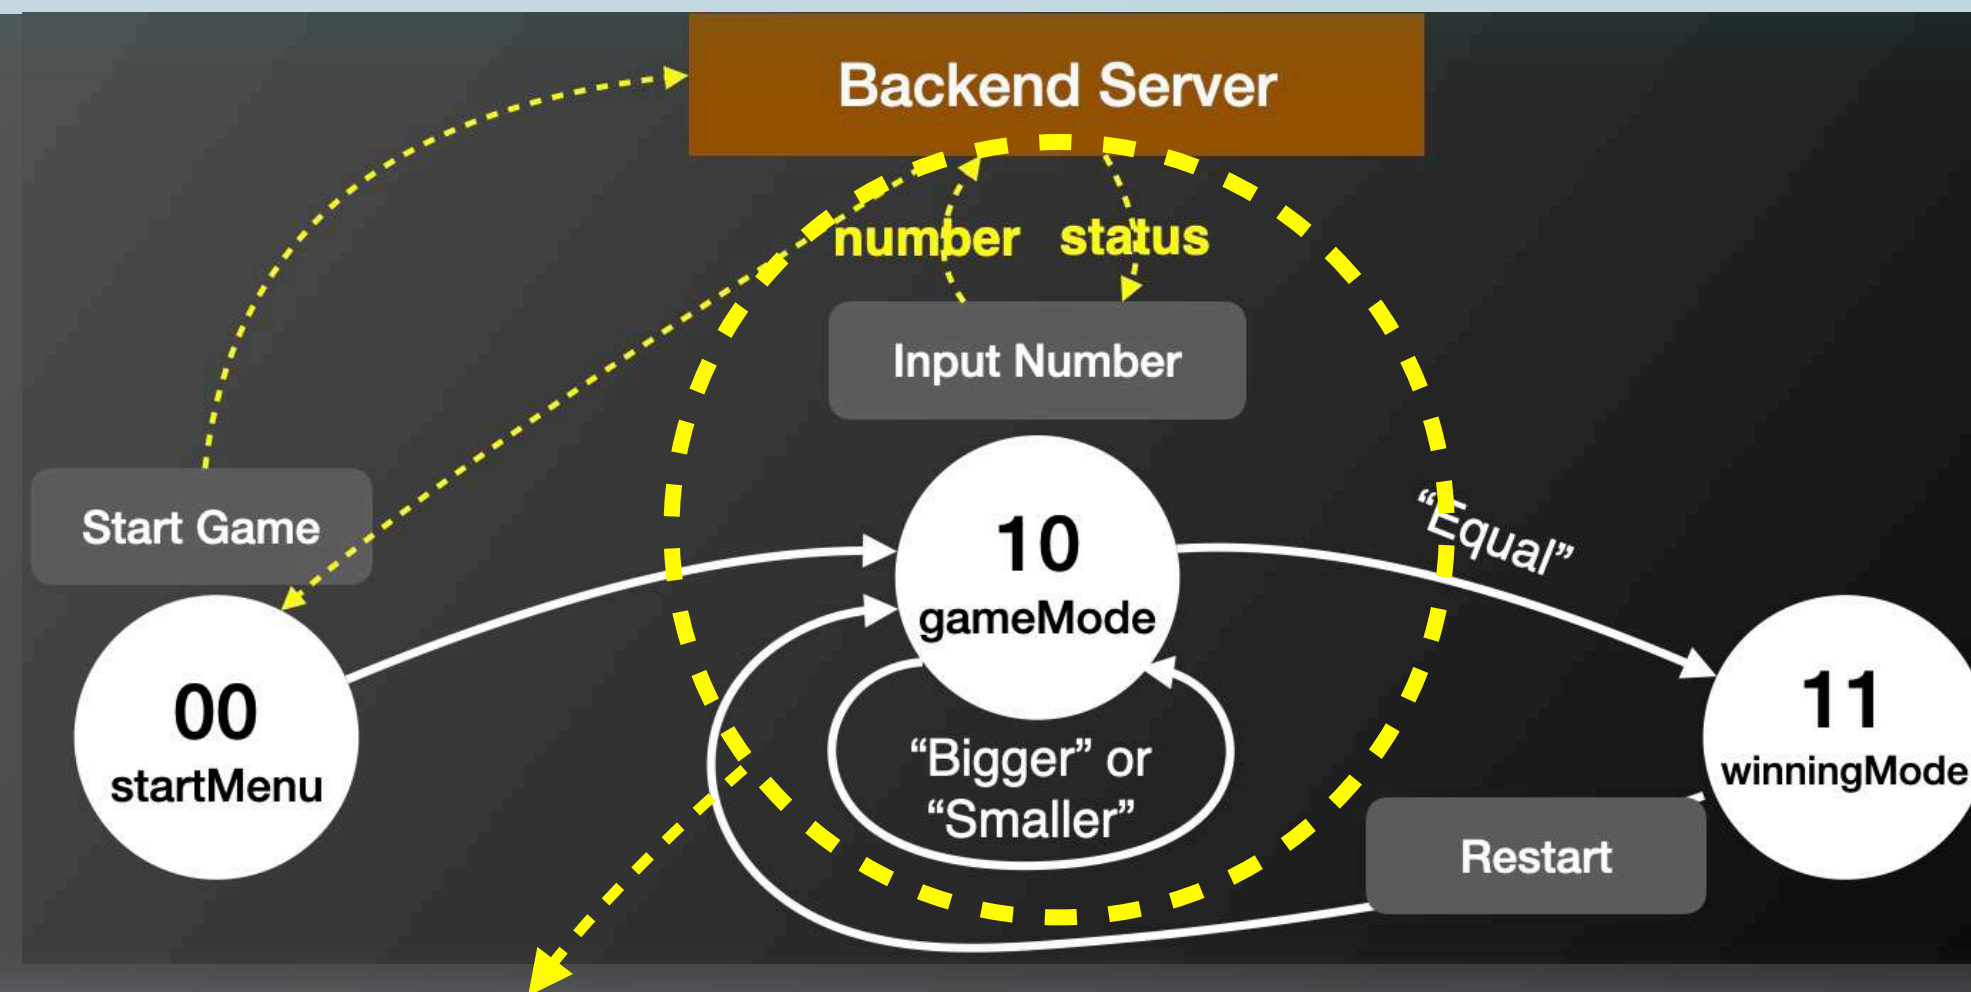 Backend Server
number
status
Input Number
Start Game
10
gameMode
“Equal”
00
startMenu
11
winningMode
“Bigger” or
“Smaller”
Restart